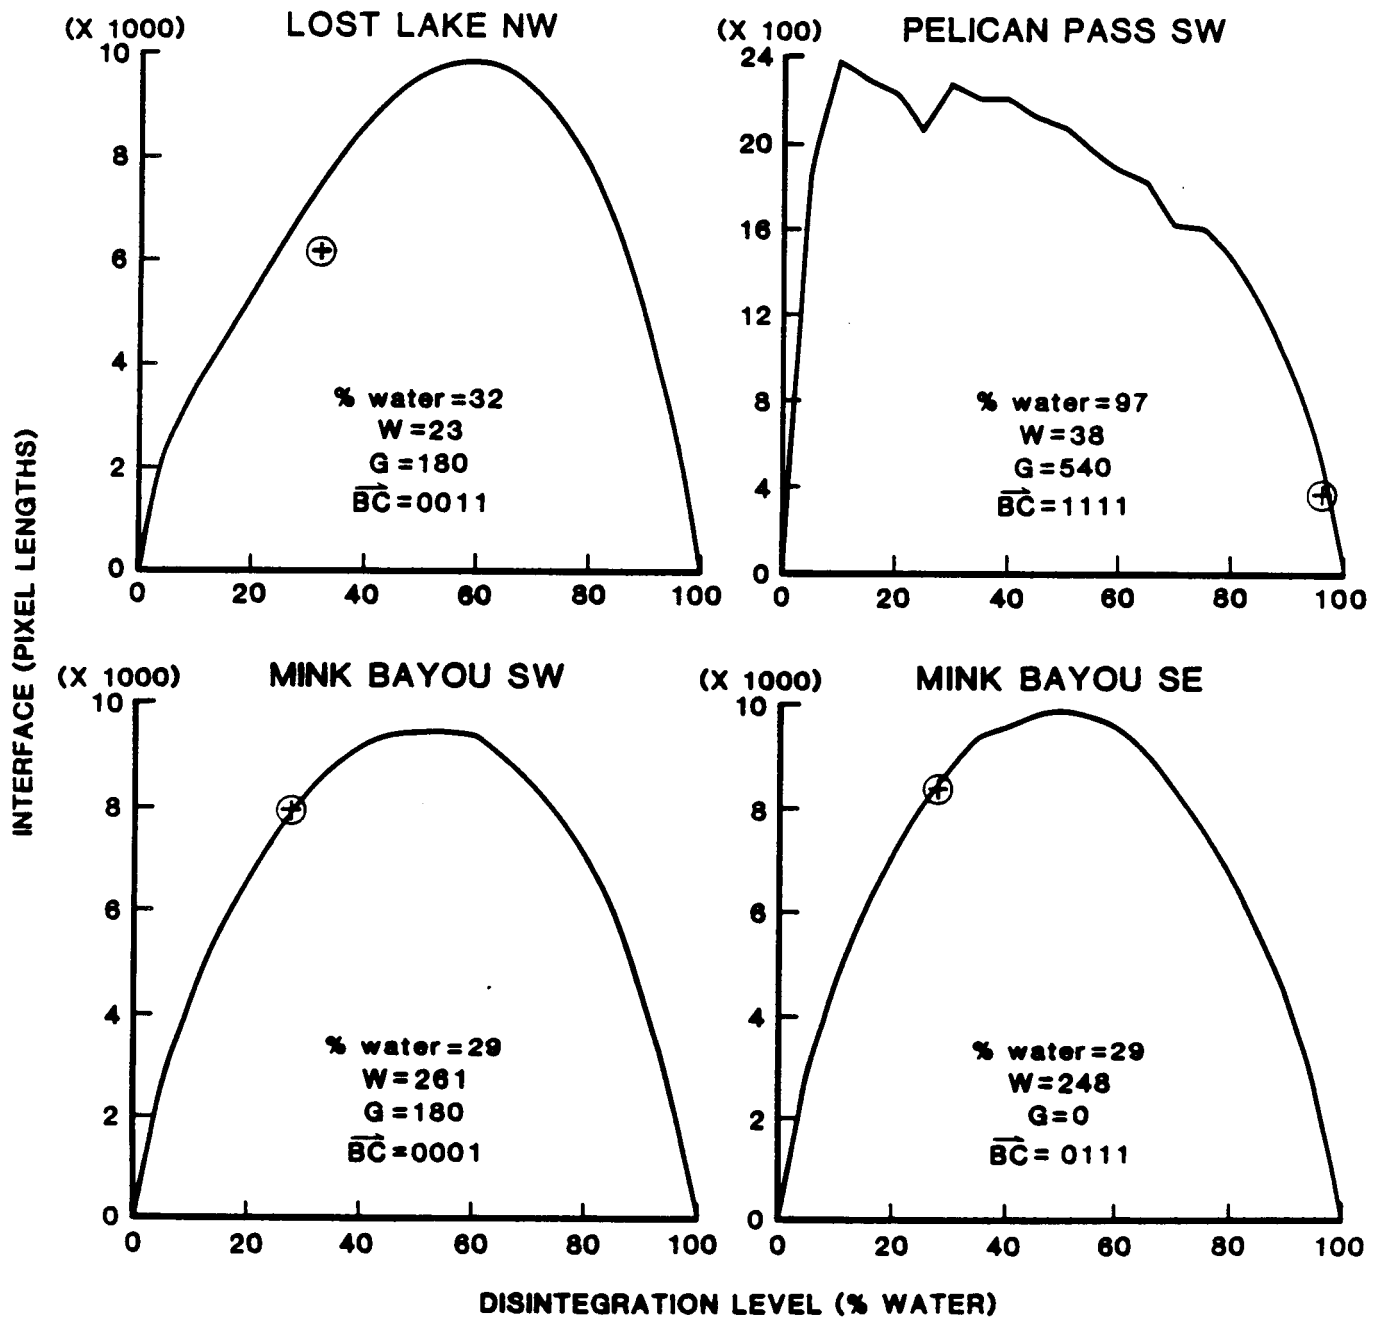 (X 1000) LOST LAKE NW
10
8
6
4
2
0
0 20 40 60 80 100
% water=32
W=23
G=180
BC=0011
(X 100) PELICAN PASS SW
24
20
16
12
8
4
0
0 20 40 60 80 100
% water=97
W=38
G=540
BC=1111
INTERFACE (PIXEL LENGTHS)
(X 1000) MINK BAYOU SW
10
8
6
4
2
0
0 20 40 60 80 100
% water=29
W=261
G=180
BC=0001
(X 1000) MINK BAYOU SE
10
8
6
4
2
0
0 20 40 60 80 100
% water=29
W=248
G=0
BC= 0111
DISINTEGRATION LEVEL (% WATER)